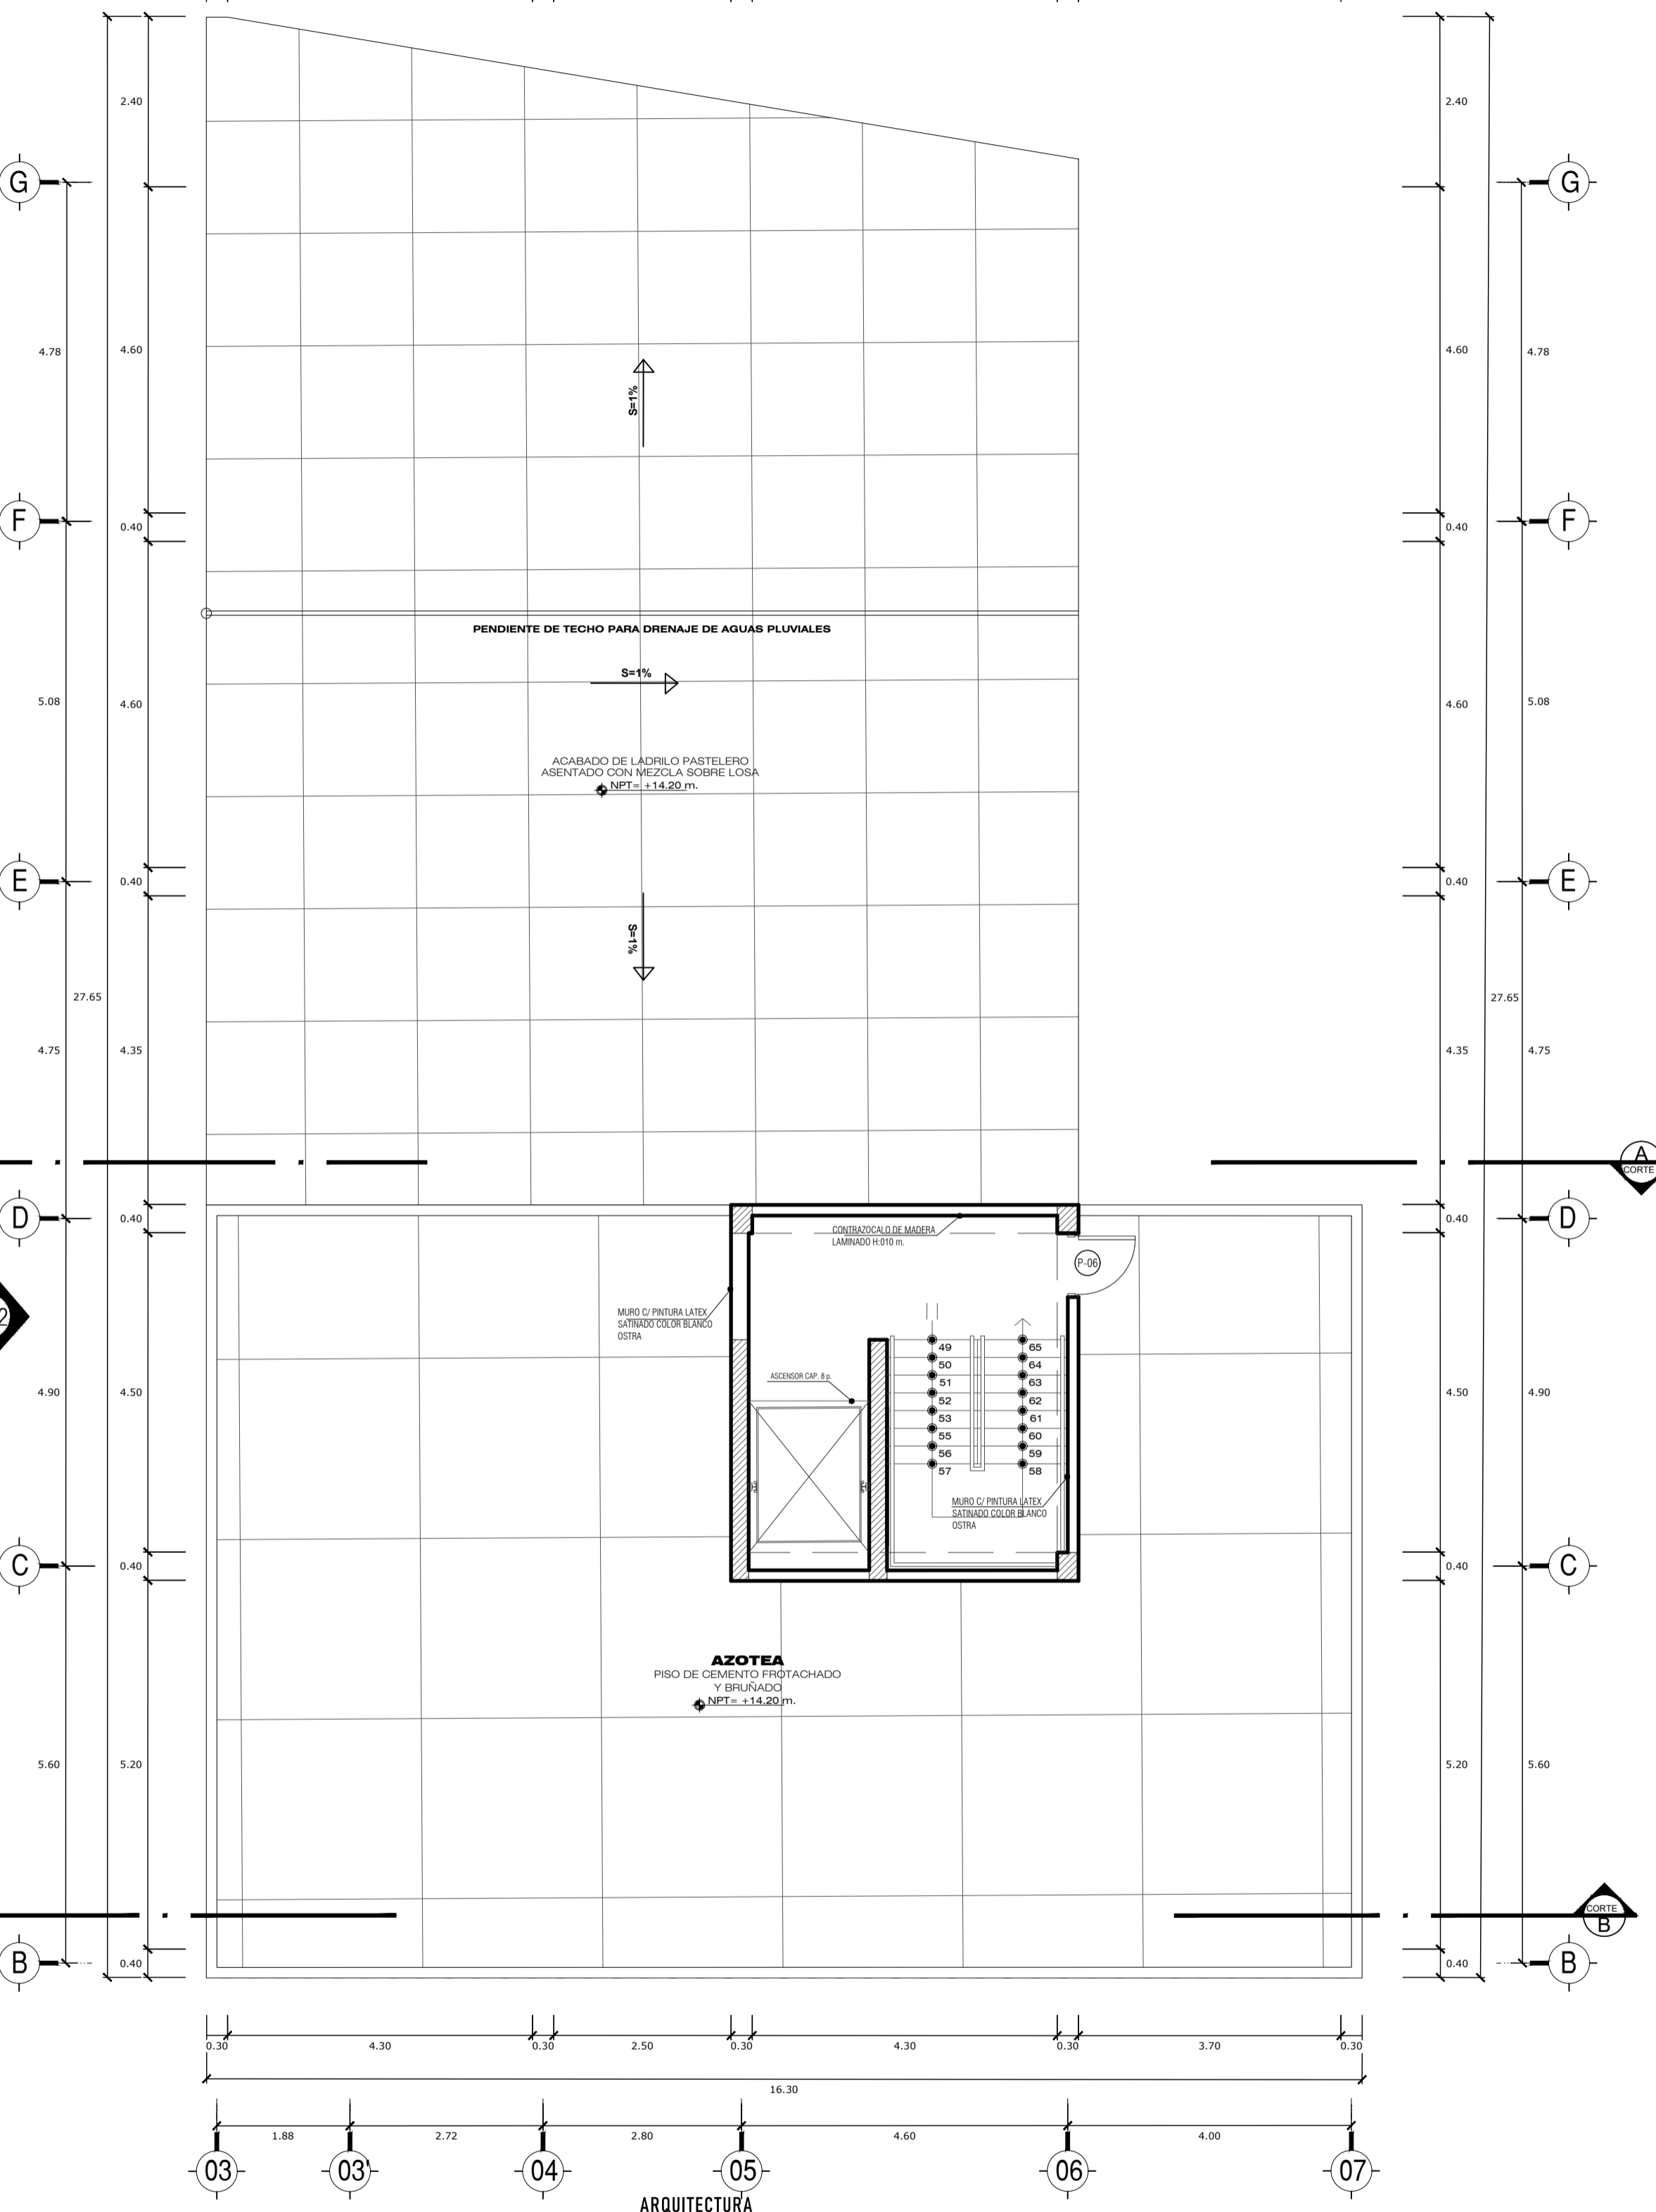 2.40
2.40
G
G
4.78
4.60
4.60
4.78
S=1%
F
0.40
0.40
F
PENDIENTE DE TECHO PARA DRENAJE DE AGUAS PLUVIALES
S=1%
5.08
4.60
4.60
5.08
ACABADO DE LADRILO PASTELERO
ASENTADO CON MEZCLA SOBRE LOSA
NPT= +14.20 m.
E
0.40
0.40
E
S=1%
27.65
27.65
4.75
4.35
4.35
4.75
A
CORTE
D
0.40
0.40
D
CONTRAZOCALO DE MADERA
LAMINADO H:010 m.
P-06
2
MURO C/ PINTURA LATEX
SATINADO COLOR BLANCO
OSTRA
49 65
50 64
51 63
52 62
53 61
55 60
56 59
57 58
ASCENSOR CAP. 8 p.
4.90
4.50
4.50
4.90
MURO C/ PINTURA LATEX
SATINADO COLOR BLANCO
OSTRA
C
0.40
0.40
C
AZOTEA
PISO DE CEMENTO FROTACHADO
Y BRUÑADO
NPT= +14.20 m.
5.60
5.20
5.20
5.60
CORTE
B
B
0.40
0.40
B
0.30 4.30 0.30 2.50 0.30 4.30 0.30 3.70 0.30
16.30
1.88 2.72 2.80 4.60 4.00
03 03' 04 05 06 07
ARQUITECTURA